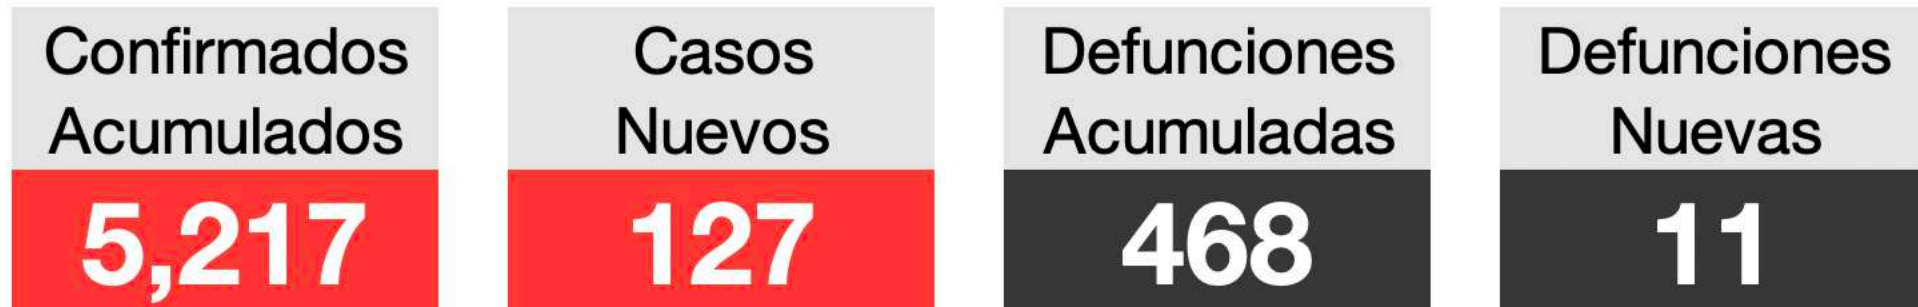 Confirmados
Acumulados
5,217
Casos
Nuevos
127
Defunciones
Acumuladas
468
Defunciones
Nuevas
11